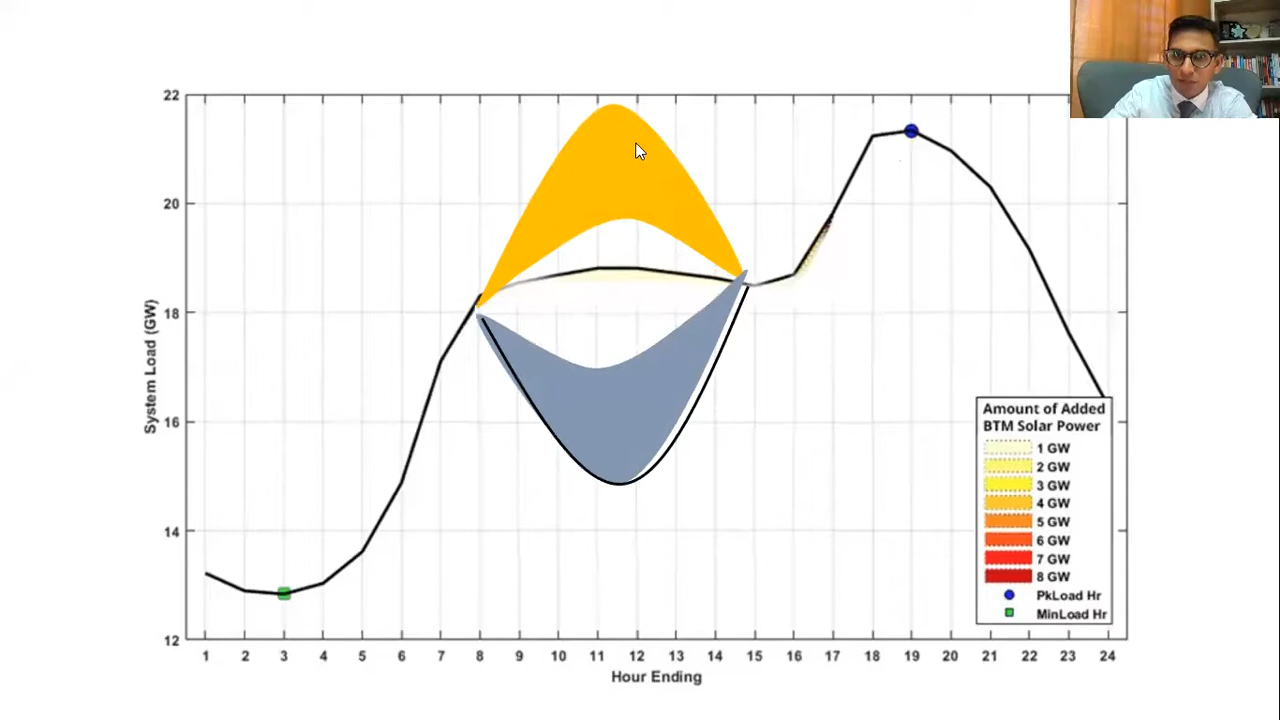 22
20
18
16
14
12
System Load (GW)
1 2 3 4 5 6 7 8 9 10 11 12 13 14 15 16 17 18 19 20 21 22 23 24
Hour Ending
Amount of Added
BTM Solar Power
1 GW
2 GW
3 GW
4 GW
5 GW
6 GW
7 GW
8 GW
PkLoad Hr
MinLoad Hr